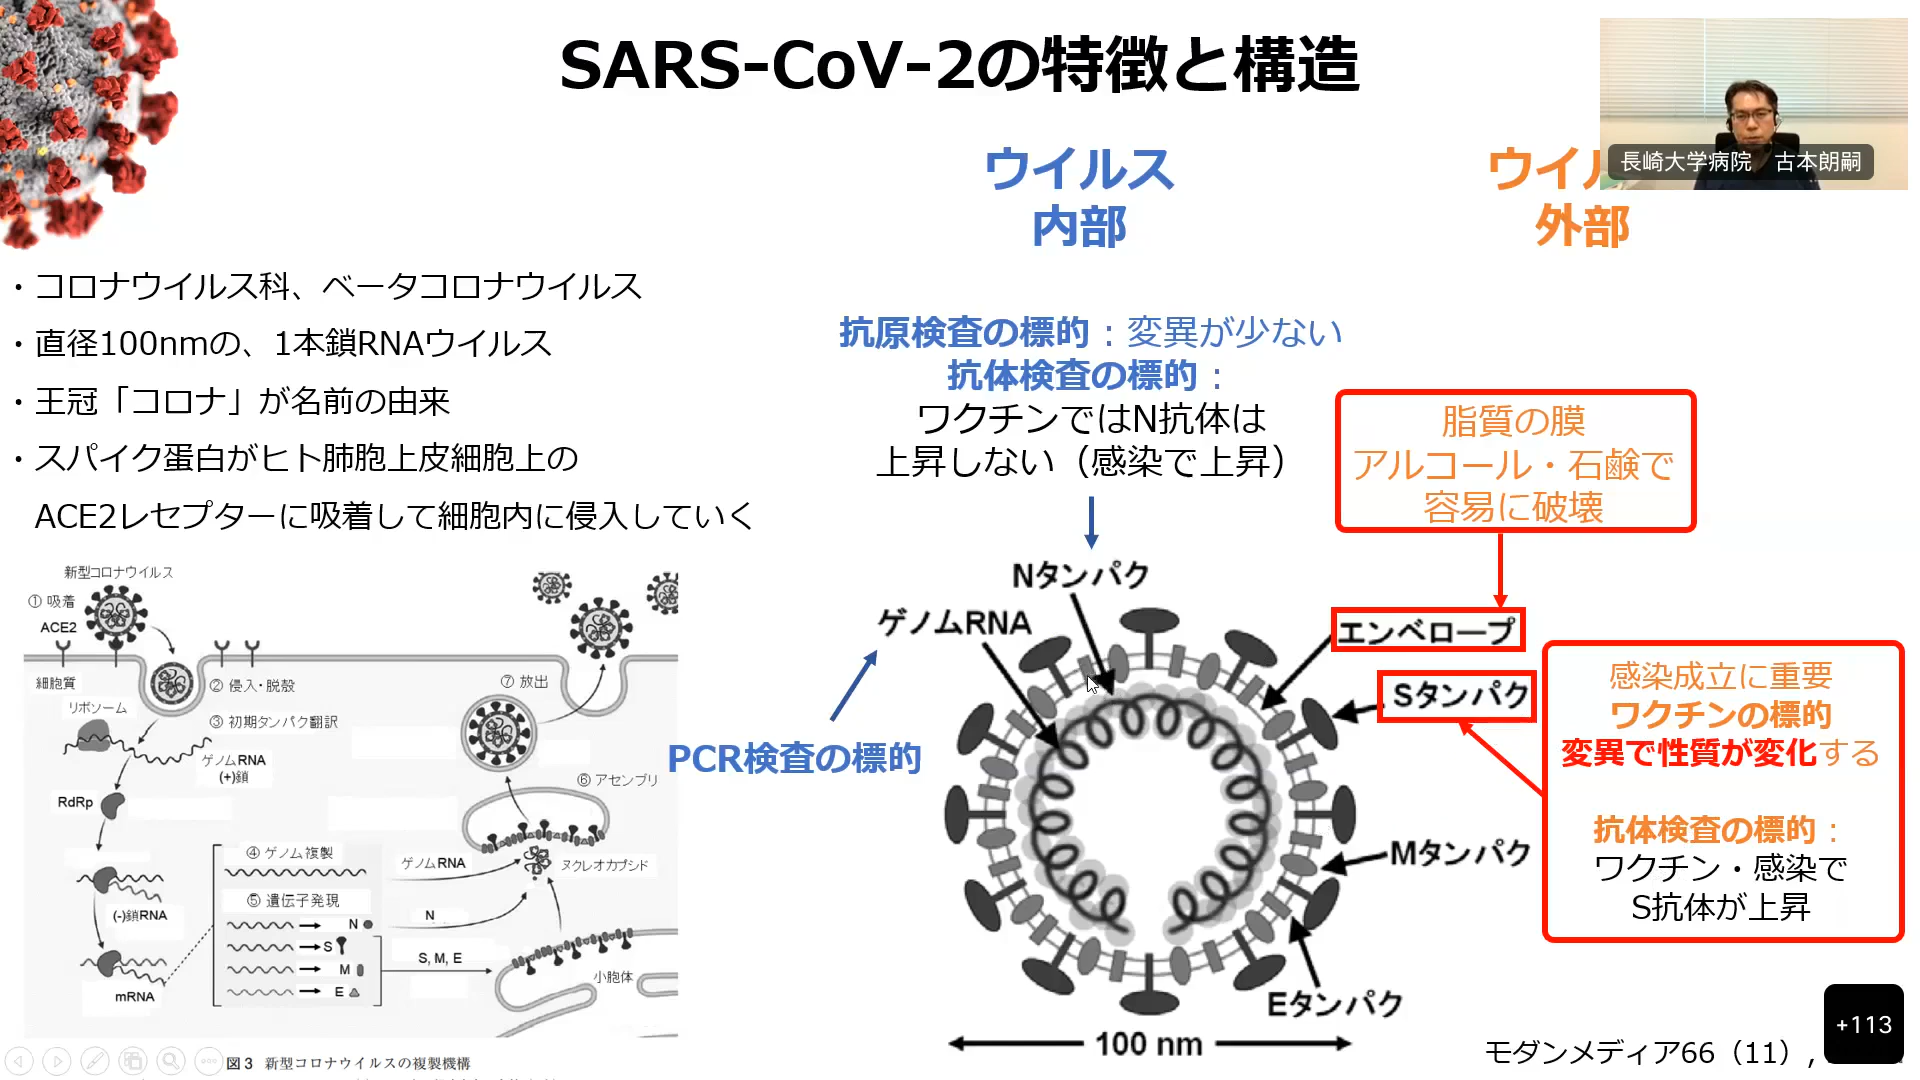 SARS-CoV-2の特徴と構造
長崎大学病院 古本朗嗣
ウイルス
内部
ウイル
外部
・コロナウイルス科、ベータコロナウイルス
・直径100nmの、1本鎖RNAウイルス
・王冠「コロナ」が名前の由来
・スパイク蛋白がヒト肺胞上皮細胞上の
ACE2レセプターに吸着して細胞内に侵入していく
抗原検査の標的：変異が少ない
抗体検査の標的：
ワクチンではN抗体は
上昇しない（感染で上昇）
脂質の膜
アルコール・石鹸で
容易に破壊
新型コロナウイルス
① 吸着
ACE2
細胞質
② 侵入・脱殻
リボソーム
③ 初期タンパク翻訳
ゲノムRNA
(+)鎖
RdRp
(-)鎖RNA
mRNA
④ ゲノム複製
⑤ 遺伝子発現
N
S
M
E
ゲノムRNA
N
S, M, E
ヌクレオカプシド
小胞体
⑥ アセンブリ
⑦ 放出
図3 新型コロナウイルスの複製機構
PCR検査の標的
Nタンパク
ゲノムRNA
エンベロープ
Sタンパク
Mタンパク
Eタンパク
100 nm
感染成立に重要
ワクチンの標的
変異で性質が変化する
抗体検査の標的：
ワクチン・感染で
S抗体が上昇
モダンメディア66（11）,
+113